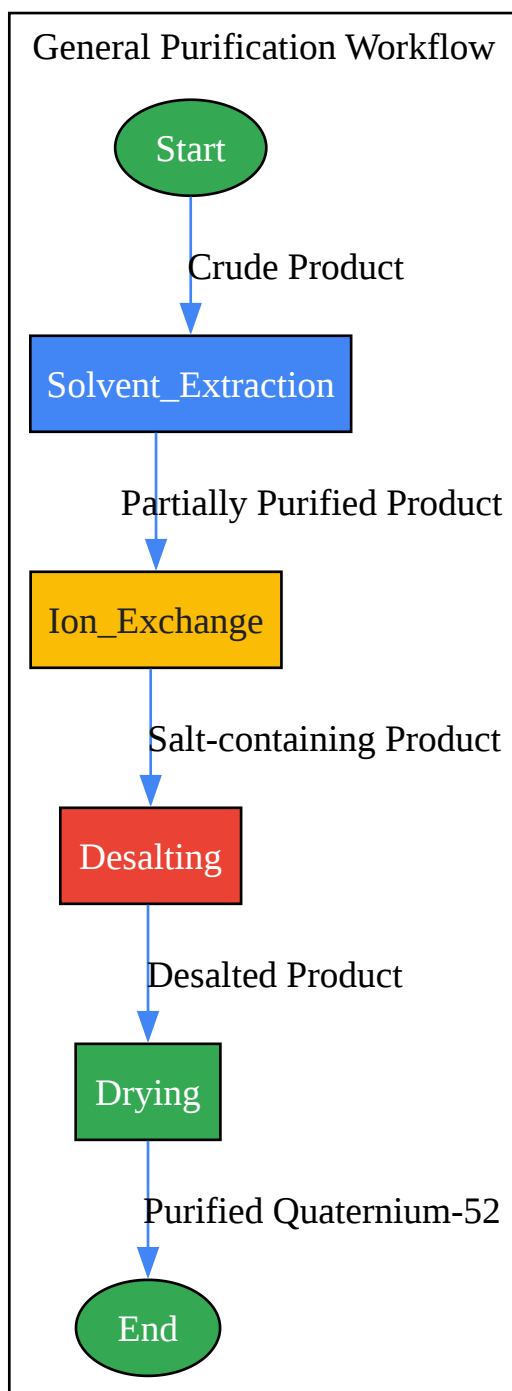 General Purification Workflow
Start
Crude Product
Solvent_Extraction
Partially Purified Product
Ion_Exchange
Salt-containing Product
Desalting
Desalted Product
Drying
Purified Quaternium-52
End